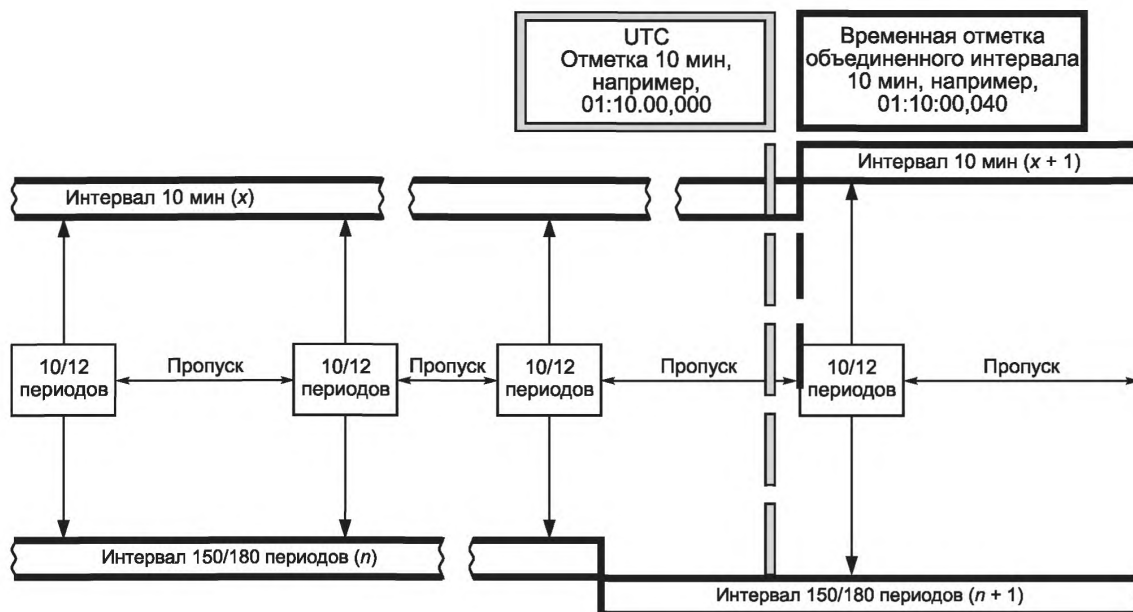 UTC
Отметка 10 мин,
например,
01:10.00,000
Временная отметка
объединенного интервала
10 мин, например,
01:10:00,040
Интервал 10 мин (x + 1)
Интервал 10 мин (x)
10/12
периодов
Пропуск
10/12
периодов
Пропуск
10/12
периодов
Пропуск
10/12
периодов
Пропуск
Интервал 150/180 периодов (n)
Интервал 150/180 периодов (n + 1)